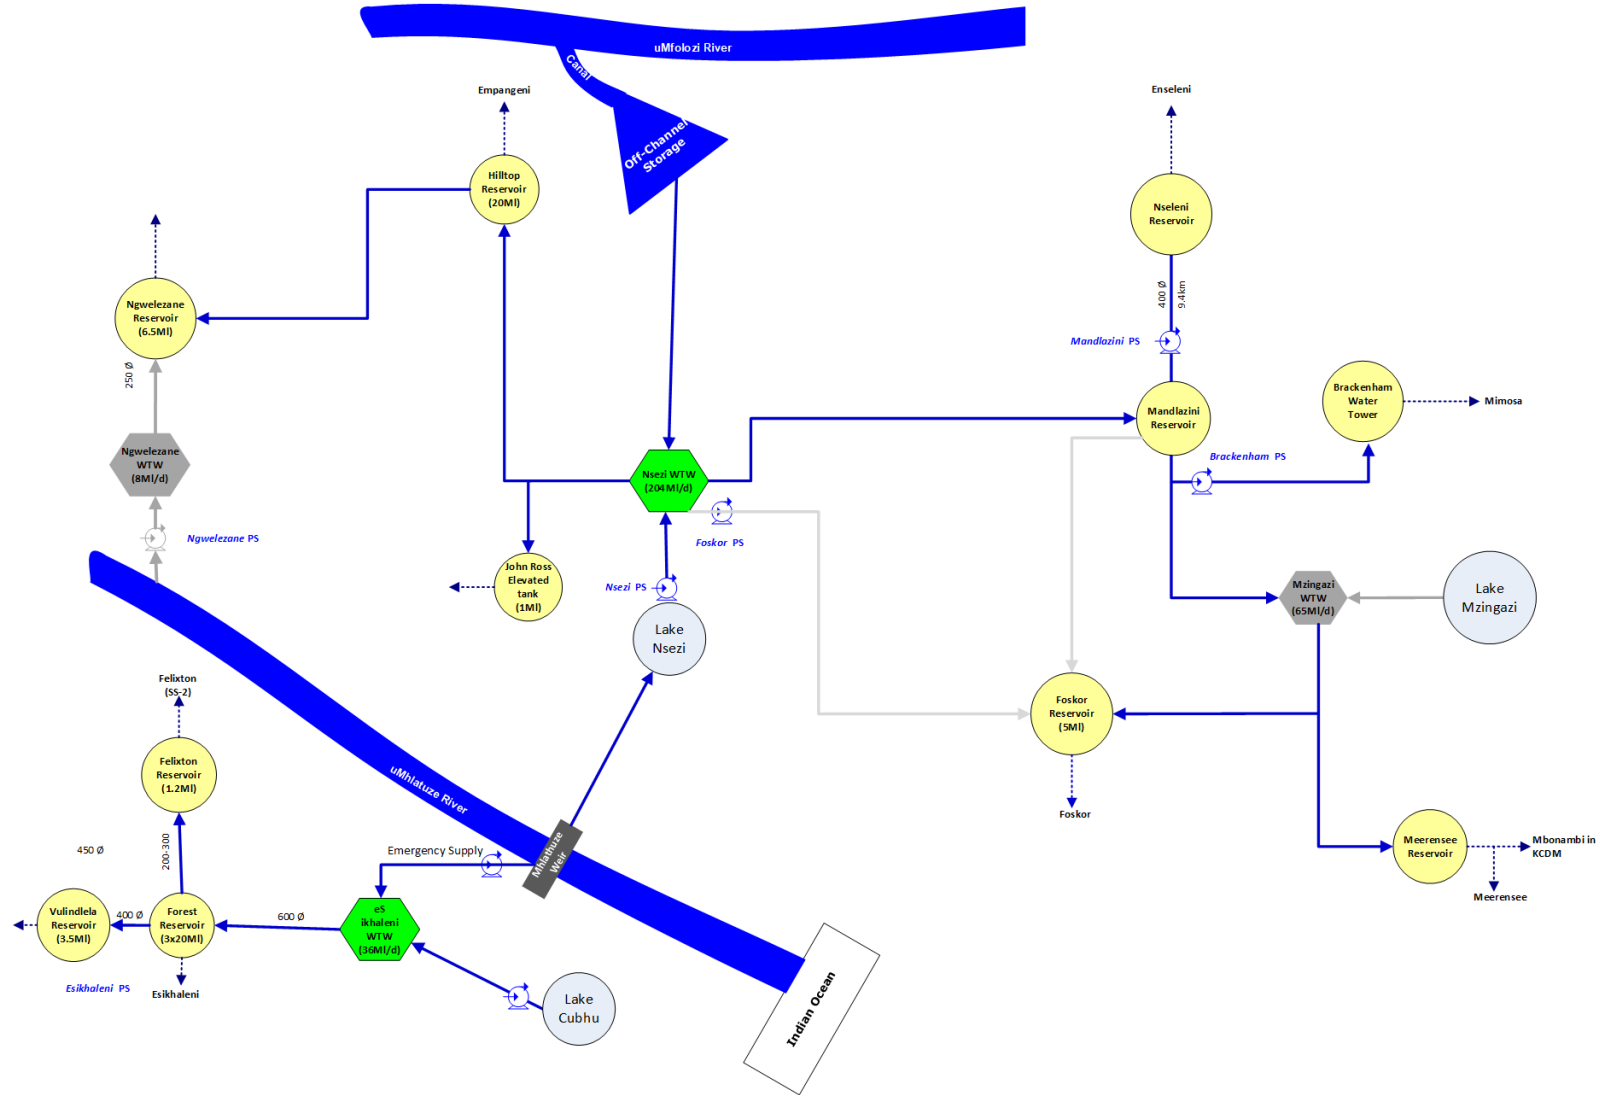 uMfolozi River
Canal
Off-Channel
Storage
Empangeni
Enseleni
Hilltop
Reservoir
(20Ml)
Nseleni
Reservoir
Ngwelezane
Reservoir
(6.5Ml)
400 Ø
9.4km
Mandlazini PS
250 Ø
Brackenham
Water
Tower
Mimosa
Mandlazini
Reservoir
Ngwelezane
WTW
(8Ml/d)
Nsezi WTW
(204Ml/d)
Brackenham PS
Ngwelezane PS
Foskor PS
John Ross
Elevated
tank
(1Ml)
Nsezi PS
Mzingazi
WTW
(65Ml/d)
Lake
Mzingazi
Lake
Nsezi
Felixton
(SS-2)
Foskor
Reservoir
(5Ml)
Felixton
Reservoir
(1.2Ml)
uMhlatuze River
Foskor
200-300
450 Ø
Emergency Supply
Mhlathuze
Weir
Meerensee
Reservoir
Mbonambi in
KCDM
Meerensee
Vulindlela
Reservoir
(3.5Ml)
400 Ø
Forest
Reservoir
(3x20Ml)
600 Ø
eS
ikhaleni
WTW
(36Ml/d)
Esikhaleni PS
Esikhaleni
Lake
Cubhu
Indian Ocean